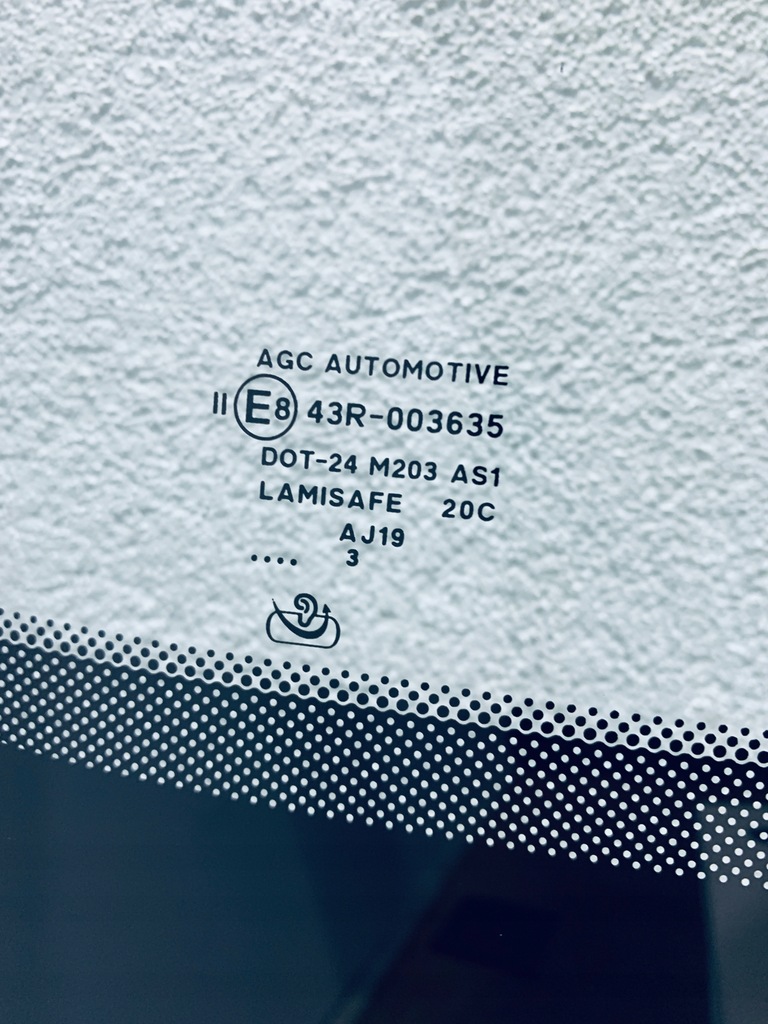 AGC AUTOMOTIVE
II E8 43R-003635
DOT-24 M203 AS1
LAMISAFE 20C
AJ19
.... 3